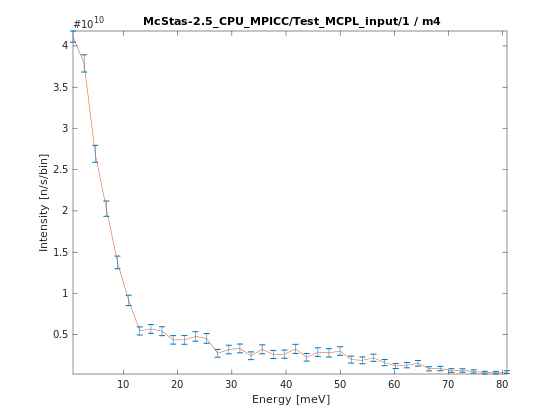 McStas-2.5_CPU_MPICC/Test_MCPL_input/1 / m4
#10^10
4
3.5
3
2.5
2
1.5
1
0.5
Intensity [n/s/bin]
10 20 30 40 50 60 70 80
Energy [meV]